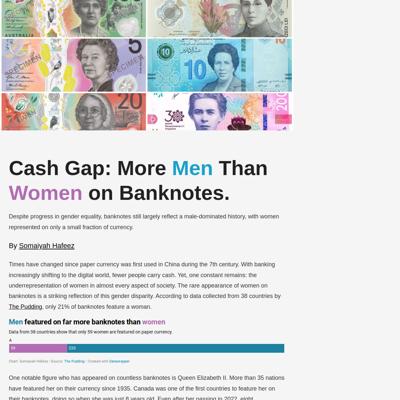 AUSTRALIA
SPECIMEN
5
10
10
20
200
Cash Gap: More Men Than
Women on Banknotes.
Despite progress in gender equality, banknotes still largely reflect a male-dominated history, with women
represented on only a small fraction of currency.
By Somaiyah Hafeez
Times have changed since paper currency was first used in China during the 7th century. With banking
increasingly shifting to the digital world, fewer people carry cash. Yet, one constant remains: the
underrepresentation of women in almost every aspect of society. The rare appearance of women on
banknotes is a striking reflection of this gender disparity. According to data collected from 38 countries by
The Pudding, only 21% of banknotes feature a woman.
Men featured on far more banknotes than women
Data from 38 countries show that only 59 women are featured on paper currency.
A
59
Chart: Somaiyah Hafeez • Source: The Pudding • Created with Datawrapper
One notable figure who has appeared on countless banknotes is Queen Elizabeth II. More than 35 nations
have featured her on their currency since 1935. Canada was one of the first countries to feature her on
their banknotes, doing so when she was just 8 years old. Even after her passing in 2022, eight